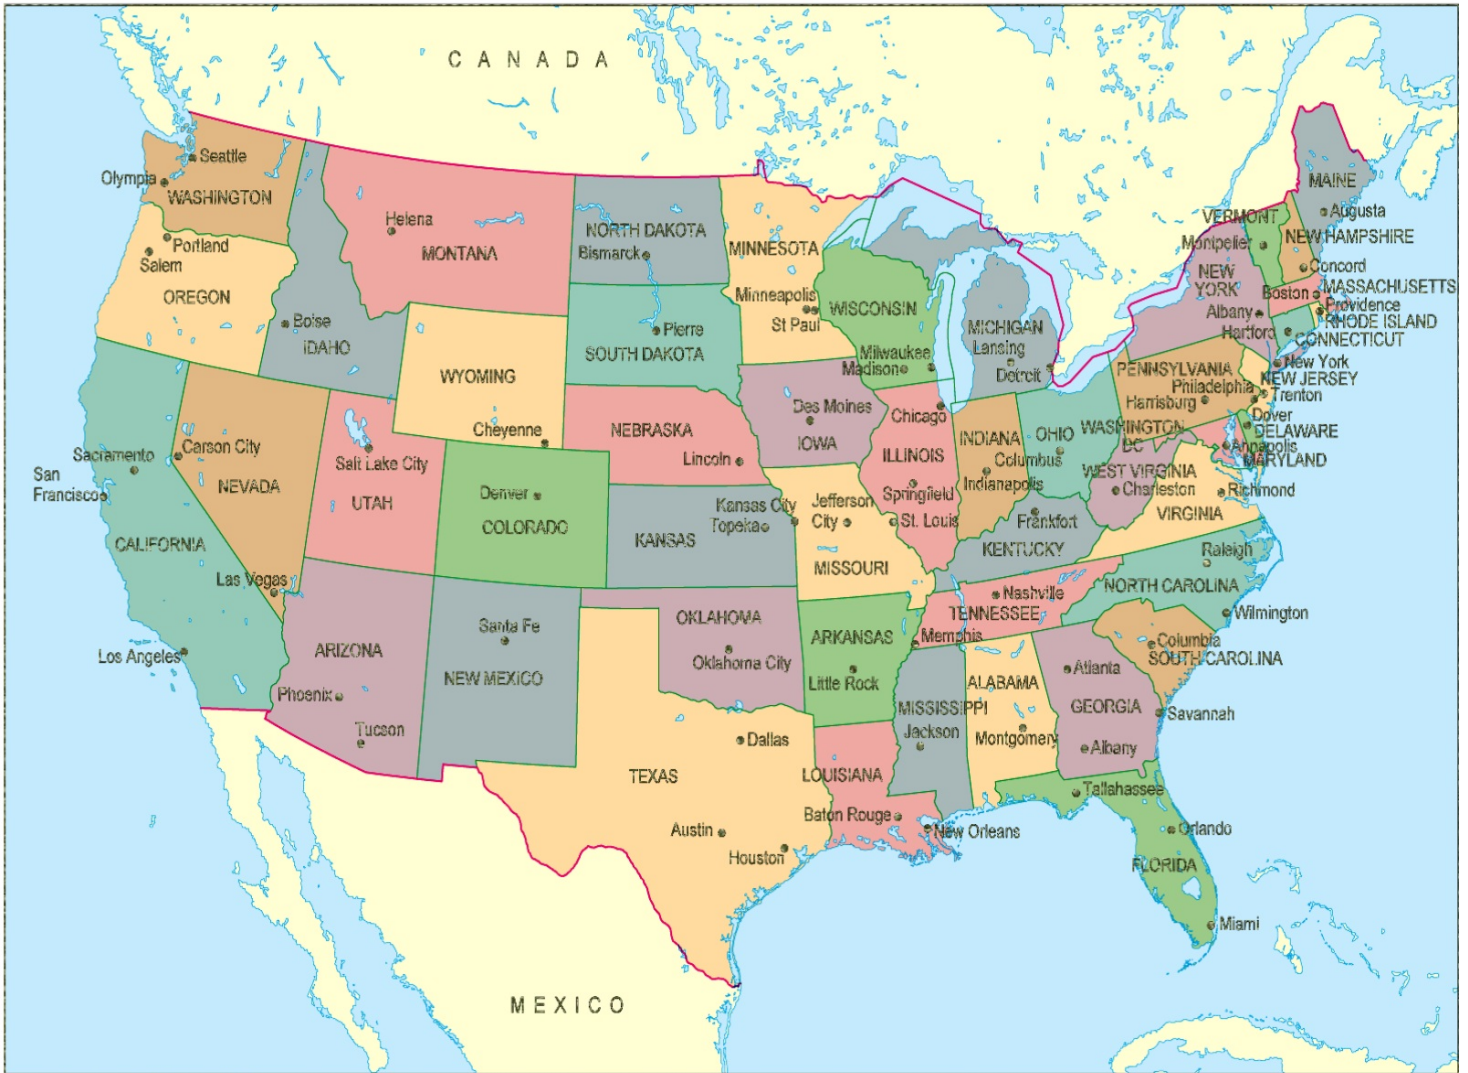 CANADA
Seattle
Olympia
WASHINGTON
Portland
Salem
OREGON
Helena
MONTANA
Boise
IDAHO
NORTH DAKOTA
Bismarck
MINNESOTA
Minneapolis
St Paul
Pierre
SOUTH DAKOTA
WYOMING
Cheyenne
WISCONSIN
Milwaukee
Madison
MICHIGAN
Lansing
Detroit
MAINE
Augusta
VERMONT
Montpelier
NEW HAMPSHIRE
Concord
NEW
YORK
Albany
Boston
MASSACHUSETTS
Providence
RHODE ISLAND
Hartford
CONNECTICUT
New York
PENNSYLVANIA
Philadelphia
Harrisburg
NEW JERSEY
Trenton
Dover
DELAWARE
Annapolis
MARYLAND
WASHINGTON
DC
WEST VIRGINIA
Charleston
Richmond
VIRGINIA
OHIO
Columbus
INDIANA
Indianapolis
Chicago
ILLINOIS
Springfield
St. Louis
Des Moines
IOWA
NEBRASKA
Lincoln
Sacramento
San
Francisco
Carson City
NEVADA
Las Vegas
CALIFORNIA
Los Angeles
Salt Lake City
UTAH
Denver
COLORADO
Kansas City
Topeka
KANSAS
Jefferson
City
MISSOURI
Frankfort
KENTUCKY
Nashville
TENNESSEE
Memphis
Raleigh
NORTH CAROLINA
Wilmington
Columbia
SOUTH CAROLINA
ARIZONA
Phoenix
Tucson
Santa Fe
NEW MEXICO
OKLAHOMA
Oklahoma City
ARKANSAS
Little Rock
MISSISSIPPI
Jackson
ALABAMA
Montgomery
Atlanta
GEORGIA
Albany
Savannah
Dallas
TEXAS
Austin
Houston
LOUISIANA
Baton Rouge
New Orleans
Tallahassee
Orlando
FLORIDA
Miami
MEXICO